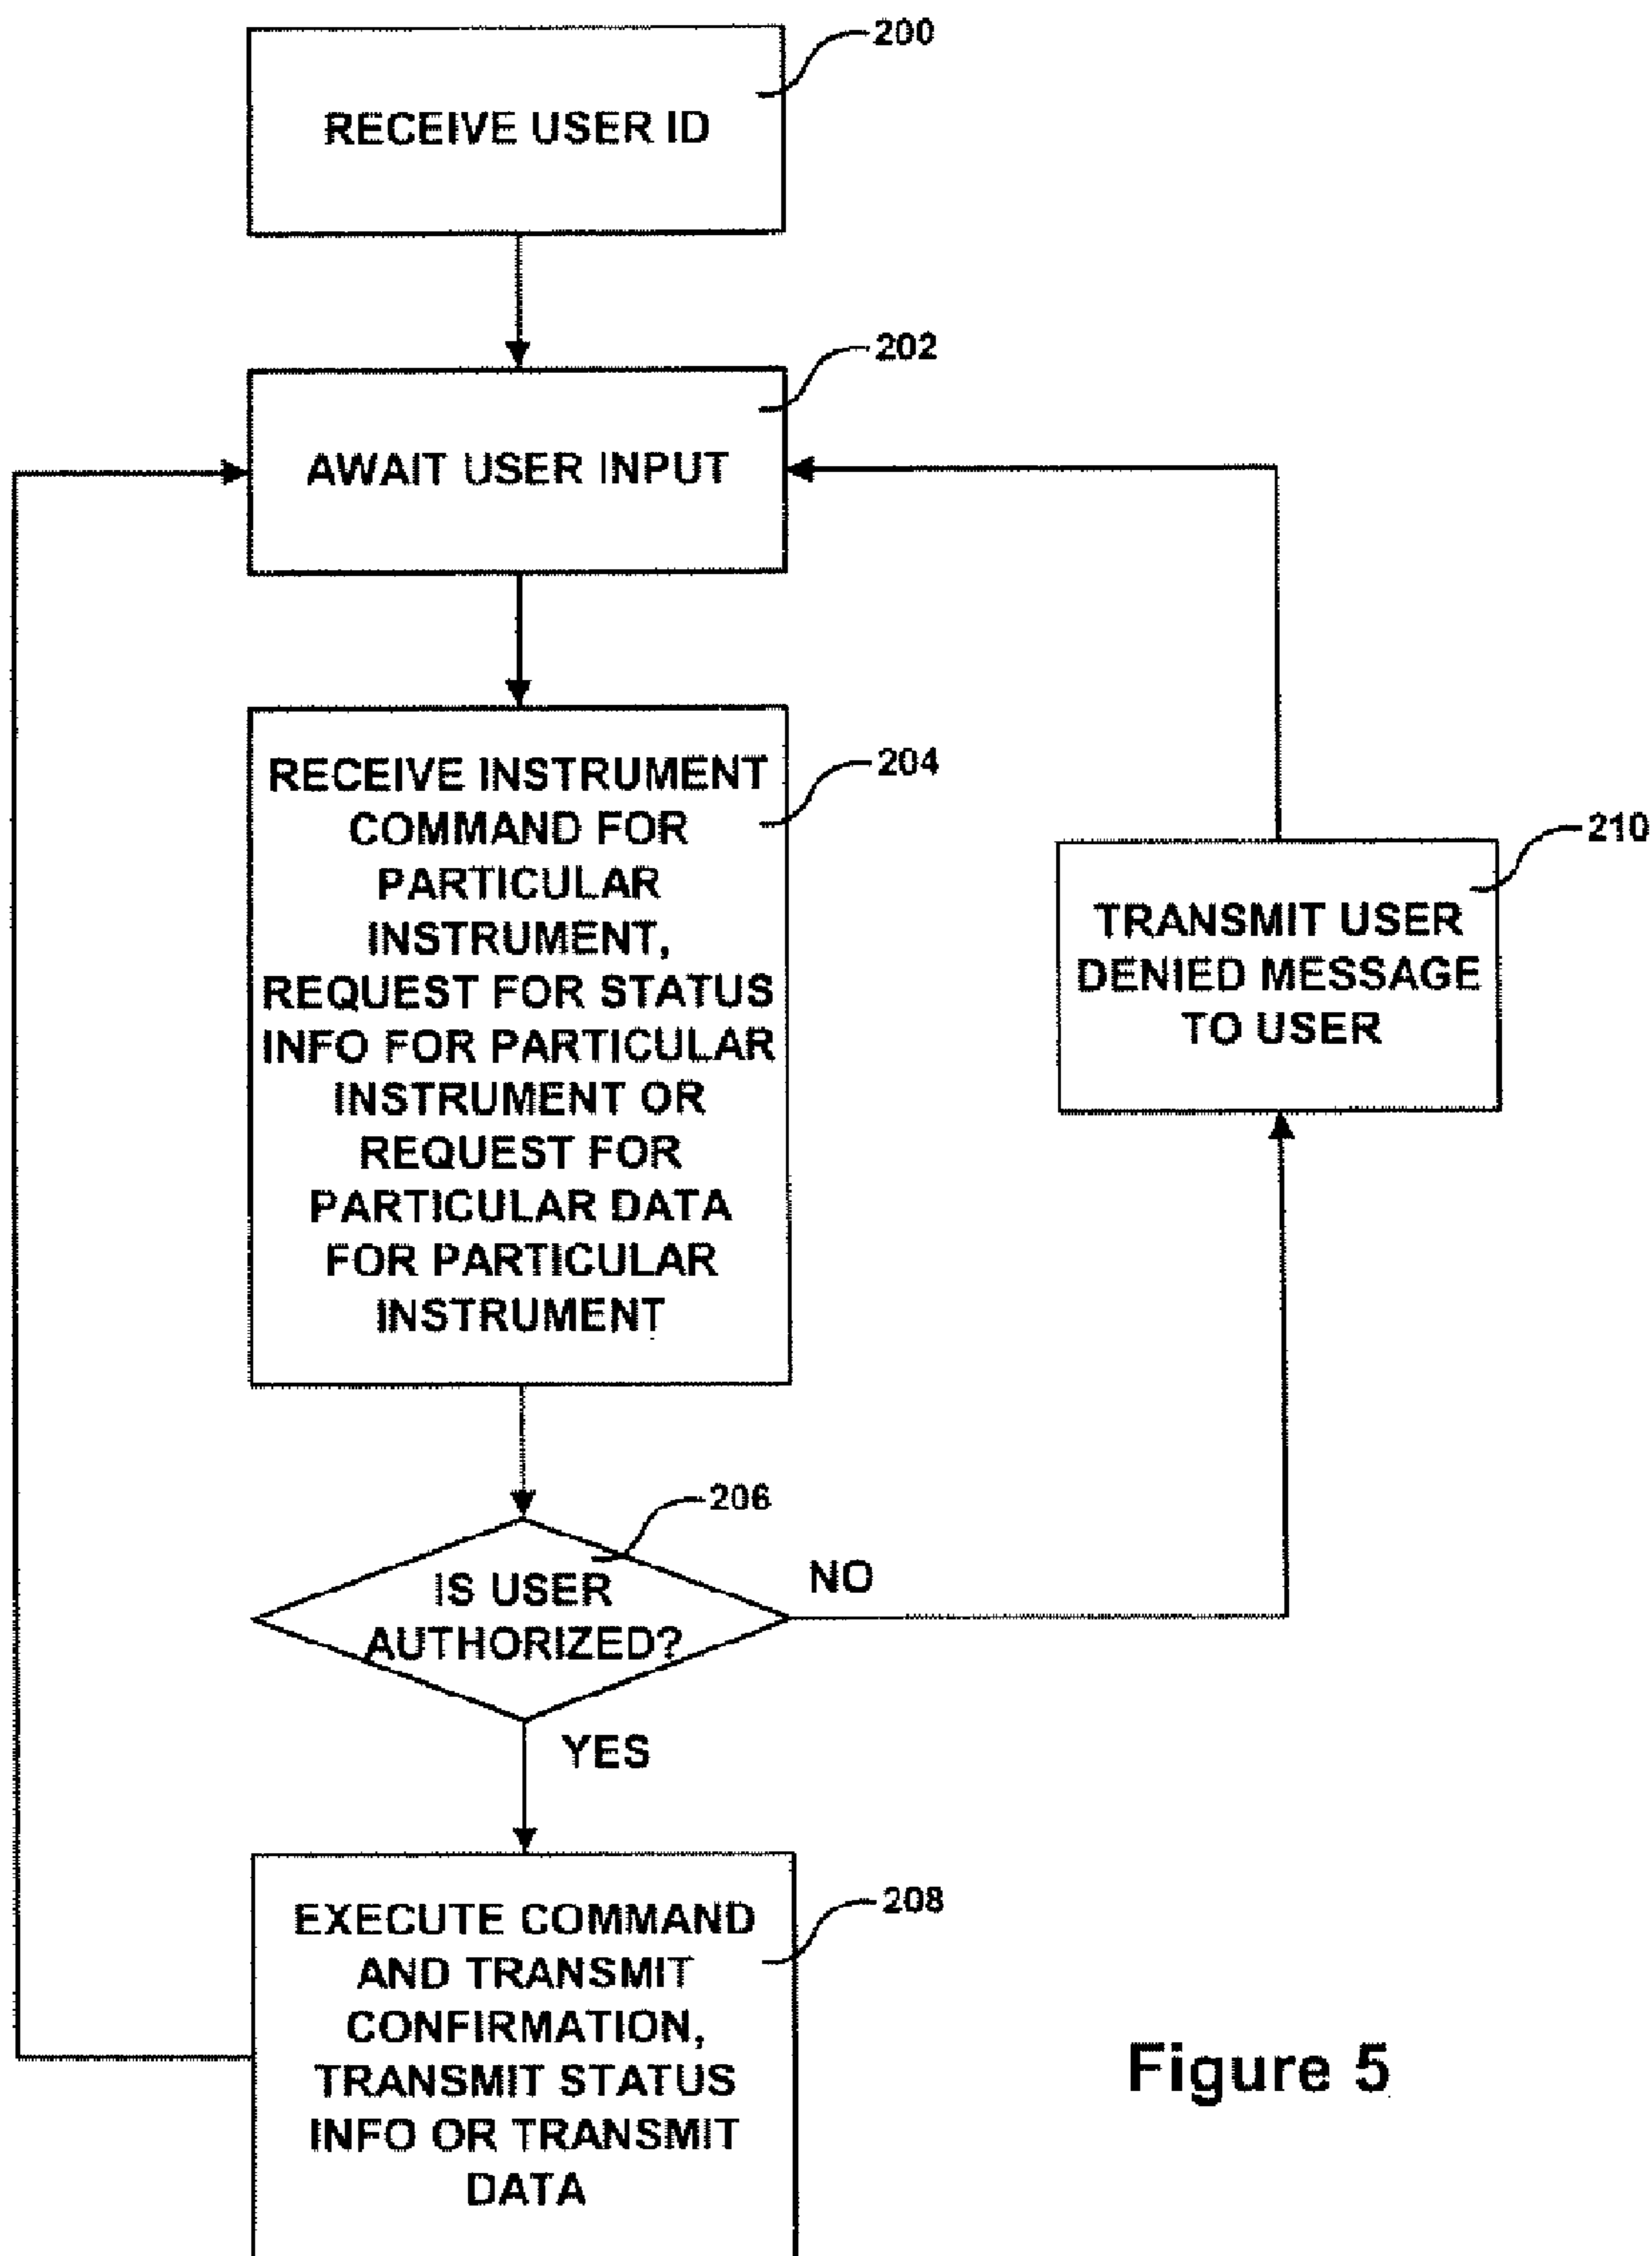 200
RECEIVE USER ID
202
AWAIT USER INPUT
204
RECEIVE INSTRUMENT
COMMAND FOR
PARTICULAR
INSTRUMENT,
REQUEST FOR STATUS
INFO FOR PARTICULAR
INSTRUMENT OR
REQUEST FOR
PARTICULAR DATA
FOR PARTICULAR
INSTRUMENT
210
TRANSMIT USER
DENIED MESSAGE
TO USER
206
IS USER
AUTHORIZED?
NO
YES
208
EXECUTE COMMAND
AND TRANSMIT
CONFIRMATION,
TRANSMIT STATUS
INFO OR TRANSMIT
DATA
Figure 5